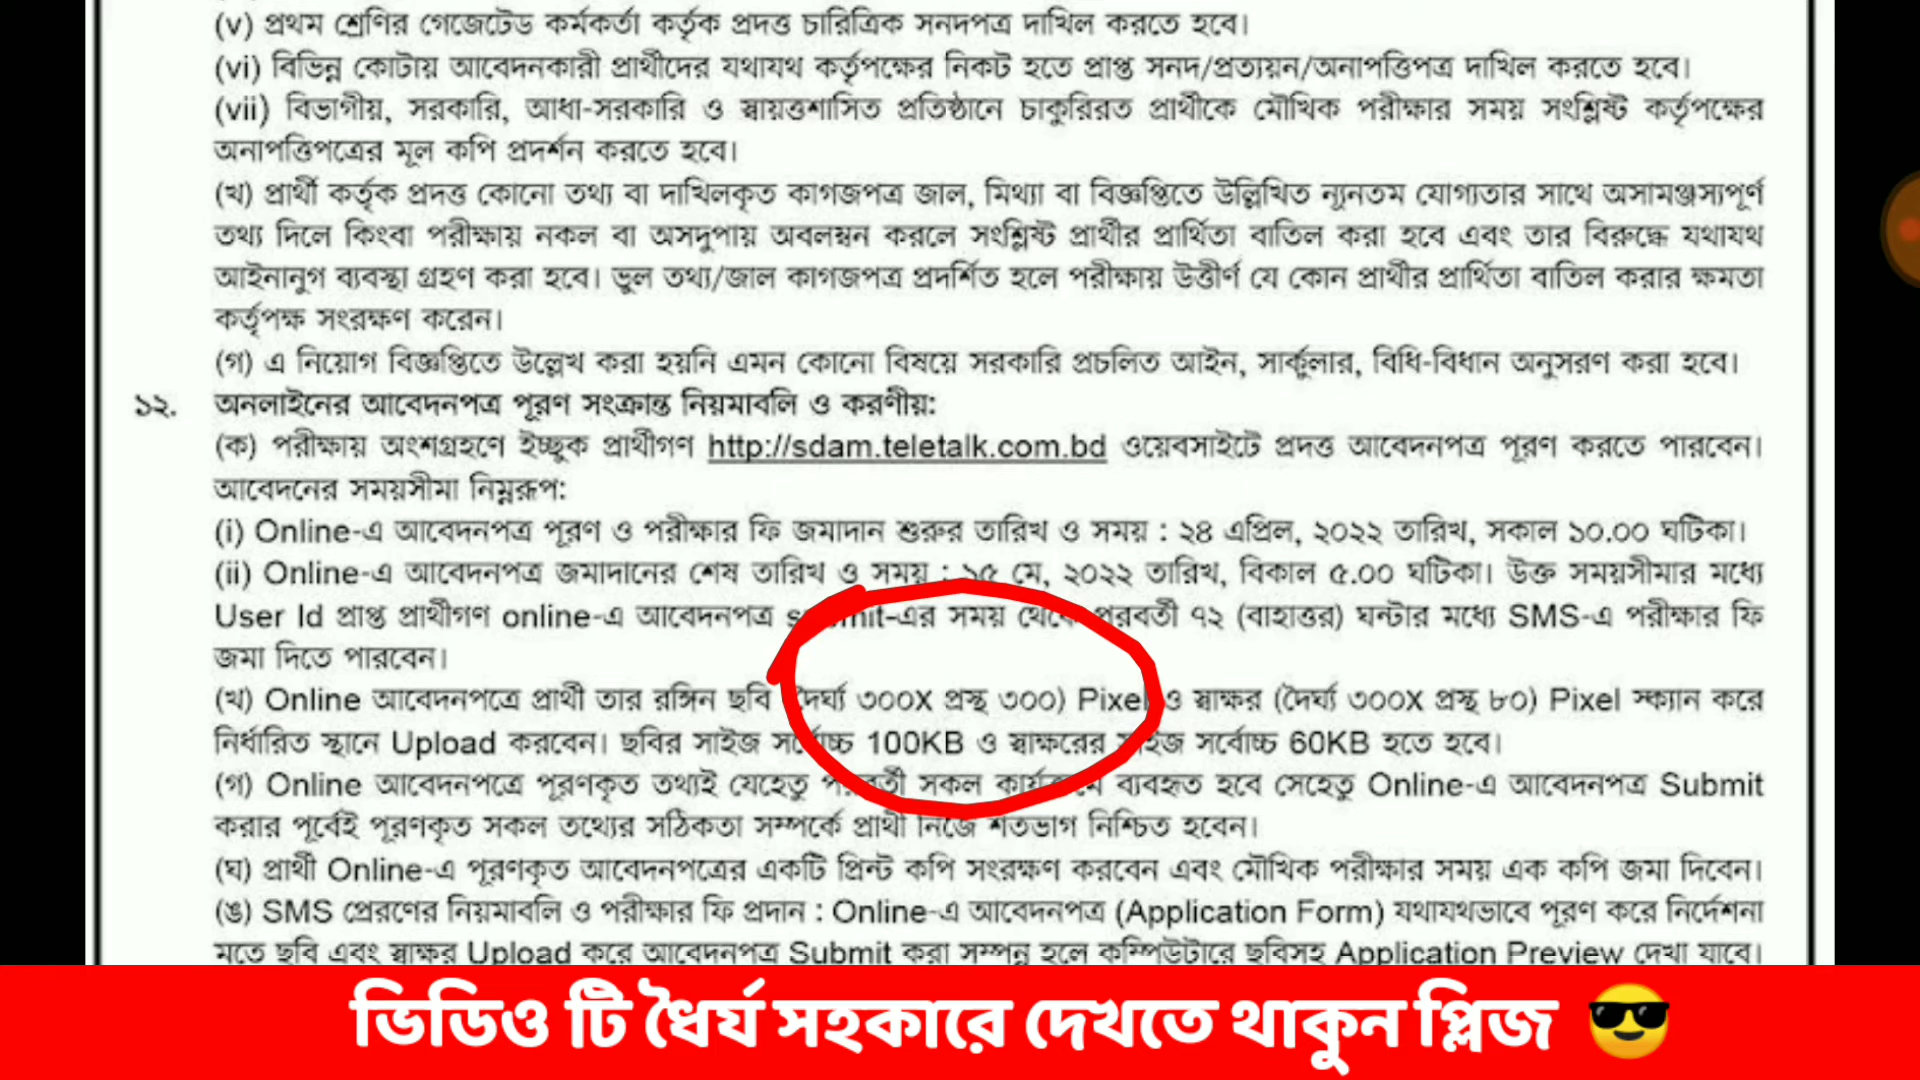 (v) প্রথম শ্রেণির গেজেটেড কর্মকর্তা কর্তৃক প্রদত্ত চারিত্রিক সনদপত্র দাখিল করতে হবে।
(vi) বিভিন্ন কোটায় আবেদনকারী প্রার্থীদের যথাযথ কর্তৃপক্ষের নিকট হতে প্রাপ্ত সনদ/প্রত্যয়ন/অনাপত্তিপত্র দাখিল করতে হবে।
(vii) বিভাগীয়, সরকারি, আধা-সরকারি ও স্বায়ত্তশাসিত প্রতিষ্ঠানে চাকুরিরত প্রার্থীকে মৌখিক পরীক্ষার সময় সংশ্লিষ্ট কর্তৃপক্ষের
অনাপত্তিপত্রের মূল কপি প্রদর্শন করতে হবে।
(খ) প্রার্থী কর্তৃক প্রদত্ত কোনো তথ্য বা দাখিলকৃত কাগজপত্র জাল, মিথ্যা বা বিজ্ঞপ্তিতে উল্লিখিত ন্যূনতম যোগ্যতার সাথে অসামঞ্জস্যপূর্ণ
তথ্য দিলে কিংবা পরীক্ষায় নকল বা অসদুপায় অবলম্বন করলে সংশ্লিষ্ট প্রার্থীর প্রার্থিতা বাতিল করা হবে এবং তার বিরুদ্ধে যথাযথ
আইনানুগ ব্যবস্থা গ্রহণ করা হবে। ভুল তথ্য/জাল কাগজপত্র প্রদর্শিত হলে পরীক্ষায় উত্তীর্ণ যে কোন প্রার্থীর প্রার্থিতা বাতিল করার ক্ষমতা
কর্তৃপক্ষ সংরক্ষণ করেন।
(গ) এ নিয়োগ বিজ্ঞপ্তিতে উল্লেখ করা হয়নি এমন কোনো বিষয়ে সরকারি প্রচলিত আইন, সার্কুলার, বিধি-বিধান অনুসরণ করা হবে।
১২. অনলাইনের আবেদনপত্র পূরণ সংক্রান্ত নিয়মাবলি ও করণীয়:
(ক) পরীক্ষায় অংশগ্রহণে ইচ্ছুক প্রার্থীগণ http://sdam.teletalk.com.bd ওয়েবসাইটে প্রদত্ত আবেদনপত্র পূরণ করতে পারবেন।
আবেদনের সময়সীমা নিম্নরূপ:
(i) Online-এ আবেদনপত্র পূরণ ও পরীক্ষার ফি জমাদান শুরুর তারিখ ও সময় : ২৪ এপ্রিল, ২০২২ তারিখ, সকাল ১০.০০ ঘটিকা।
(ii) Online-এ আবেদনপত্র জমাদানের শেষ তারিখ ও সময় : ১৫ মে, ২০২২ তারিখ, বিকাল ৫.০০ ঘটিকা। উক্ত সময়সীমার মধ্যে
User Id প্রাপ্ত প্রার্থীগণ online-এ আবেদনপত্র submit-এর সময় থেকে পরবর্তী ৭২ (বাহাত্তর) ঘন্টার মধ্যে SMS-এ পরীক্ষার ফি
জমা দিতে পারবেন।
(খ) Online আবেদনপত্রে প্রার্থী তার রঙ্গিন ছবি (দৈর্ঘ্য ৩০০X প্রস্থ ৩০০) Pixel ও স্বাক্ষর (দৈর্ঘ্য ৩০০X প্রস্থ ৮০) Pixel স্ক্যান করে
নির্ধারিত স্থানে Upload করবেন। ছবির সাইজ সর্বোচ্চ 100KB ও স্বাক্ষরের সাইজ সর্বোচ্চ 60KB হতে হবে।
(গ) Online আবেদনপত্রে পূরণকৃত তথ্যই যেহেতু পরবর্তী সকল কার্যক্রমে ব্যবহৃত হবে সেহেতু Online-এ আবেদনপত্র Submit
করার পূর্বেই পূরণকৃত সকল তথ্যের সঠিকতা সম্পর্কে প্রার্থী নিজে শতভাগ নিশ্চিত হবেন।
(ঘ) প্রার্থী Online-এ পূরণকৃত আবেদনপত্রের একটি প্রিন্ট কপি সংরক্ষণ করবেন এবং মৌখিক পরীক্ষার সময় এক কপি জমা দিবেন।
(ঙ) SMS প্রেরণের নিয়মাবলি ও পরীক্ষার ফি প্রদান : Online-এ আবেদনপত্র (Application Form) যথাযথভাবে পূরণ করে নির্দেশনা
মতে ছবি এবং স্বাক্ষর Upload করে আবেদনপত্র Submit করা সম্পন্ন হলে কম্পিউটারে ছবিসহ Application Preview দেখা যাবে।
ভিডিও টি ধৈর্য সহকারে দেখতে থাকুন প্লিজ 😎